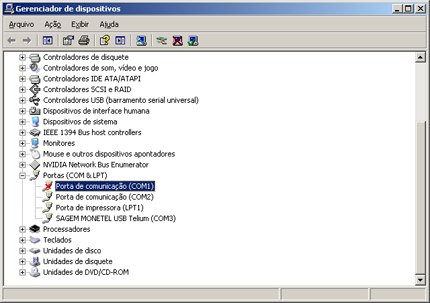 Gerenciador de dispositivos
Arquivo Ação Exibir Ajuda
Controladores de disquete
Controladores de som, vídeo e jogo
Controladores IDE ATA/ATAPI
Controladores SCSI e RAID
Controladores USB (barramento serial universal)
Dispositivos de interface humana
Dispositivos de sistema
IEEE 1394 Bus host controllers
Monitores
Mouse e outros dispositivos apontadores
NVIDIA Network Bus Enumerator
Portas (COM & LPT)
Porta de comunicação (COM1)
Porta de comunicação (COM2)
Porta de impressora (LPT1)
SAGEM MONETEL USB Telium (COM3)
Processadores
Teclados
Unidades de disco
Unidades de disquete
Unidades de DVD/CD-ROM